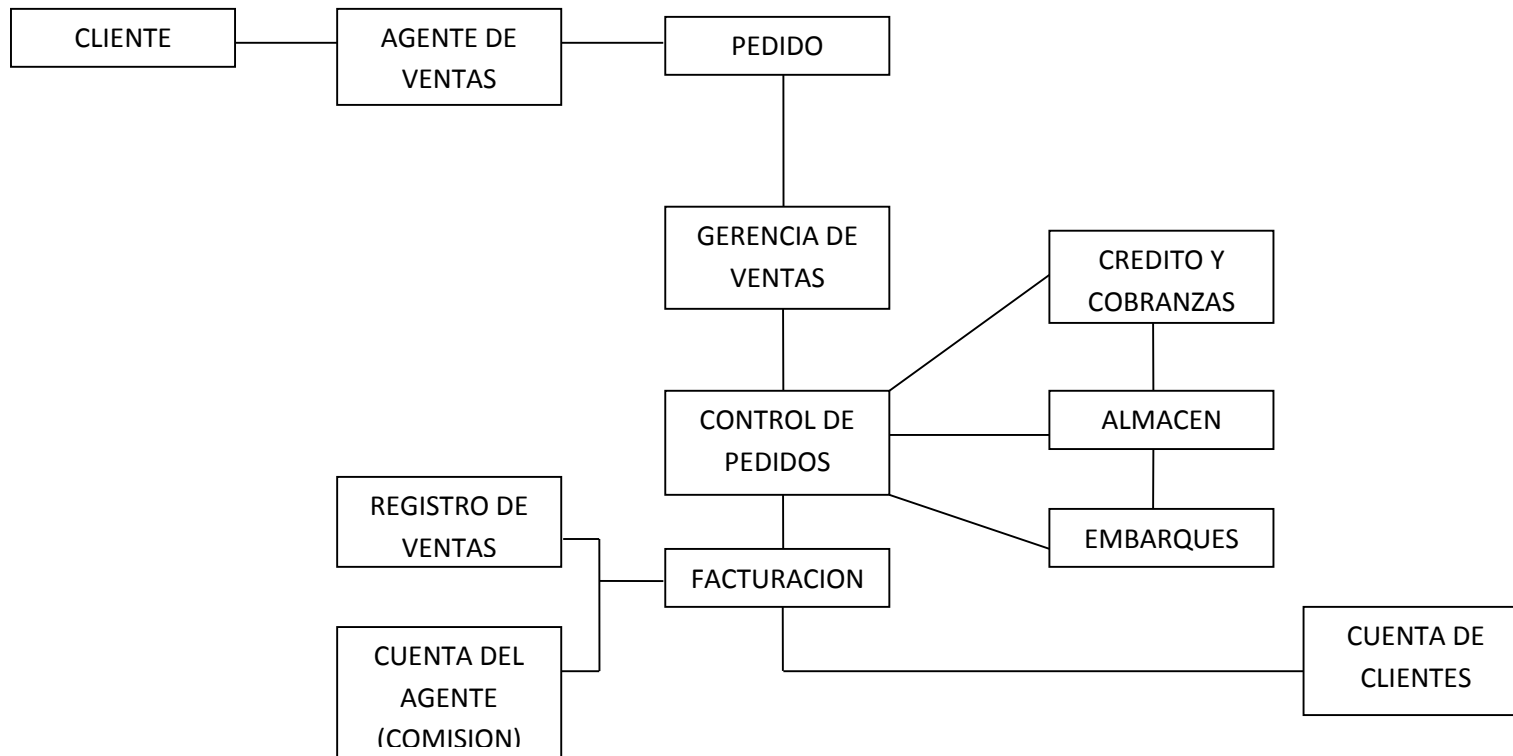 CLIENTE
AGENTE DE
VENTAS
PEDIDO
GERENCIA DE
VENTAS
CREDITO Y
COBRANZAS
CONTROL DE
PEDIDOS
ALMACEN
REGISTRO DE
VENTAS
EMBARQUES
FACTURACION
CUENTA DEL
AGENTE
(COMISION)
CUENTA DE
CLIENTES